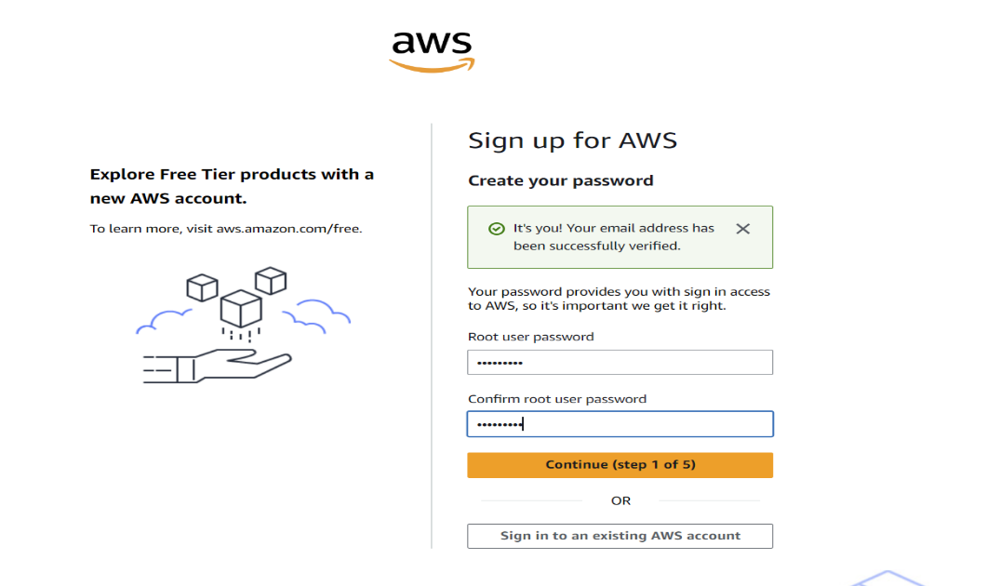 aws
Explore Free Tier products with a
new AWS account.
To learn more, visit aws.amazon.com/free.
Sign up for AWS
Create your password
It's you! Your email address has
been successfully verified.
Your password provides you with sign in access
to AWS, so it's important we get it right.
Root user password
•••••••••
Confirm root user password
•••••••••
Continue (step 1 of 5)
OR
Sign in to an existing AWS account